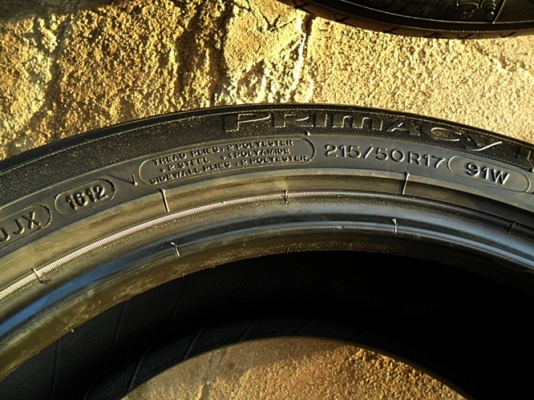 PRIMACY
JJX 1612
TREAD PLIES: 2 POLYESTER
+2 STEEL +1 POLYAMIDE
SIDEWALL PLIES: 2 POLYESTER
215/50R17 91W